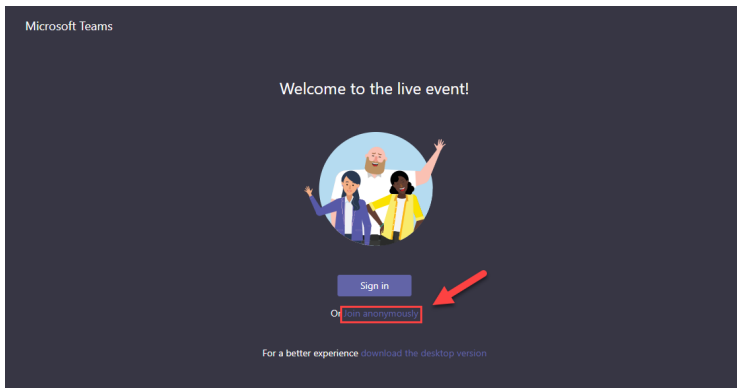 Microsoft Teams
Welcome to the live event!
Sign in
Or Join anonymously
For a better experience download the desktop version